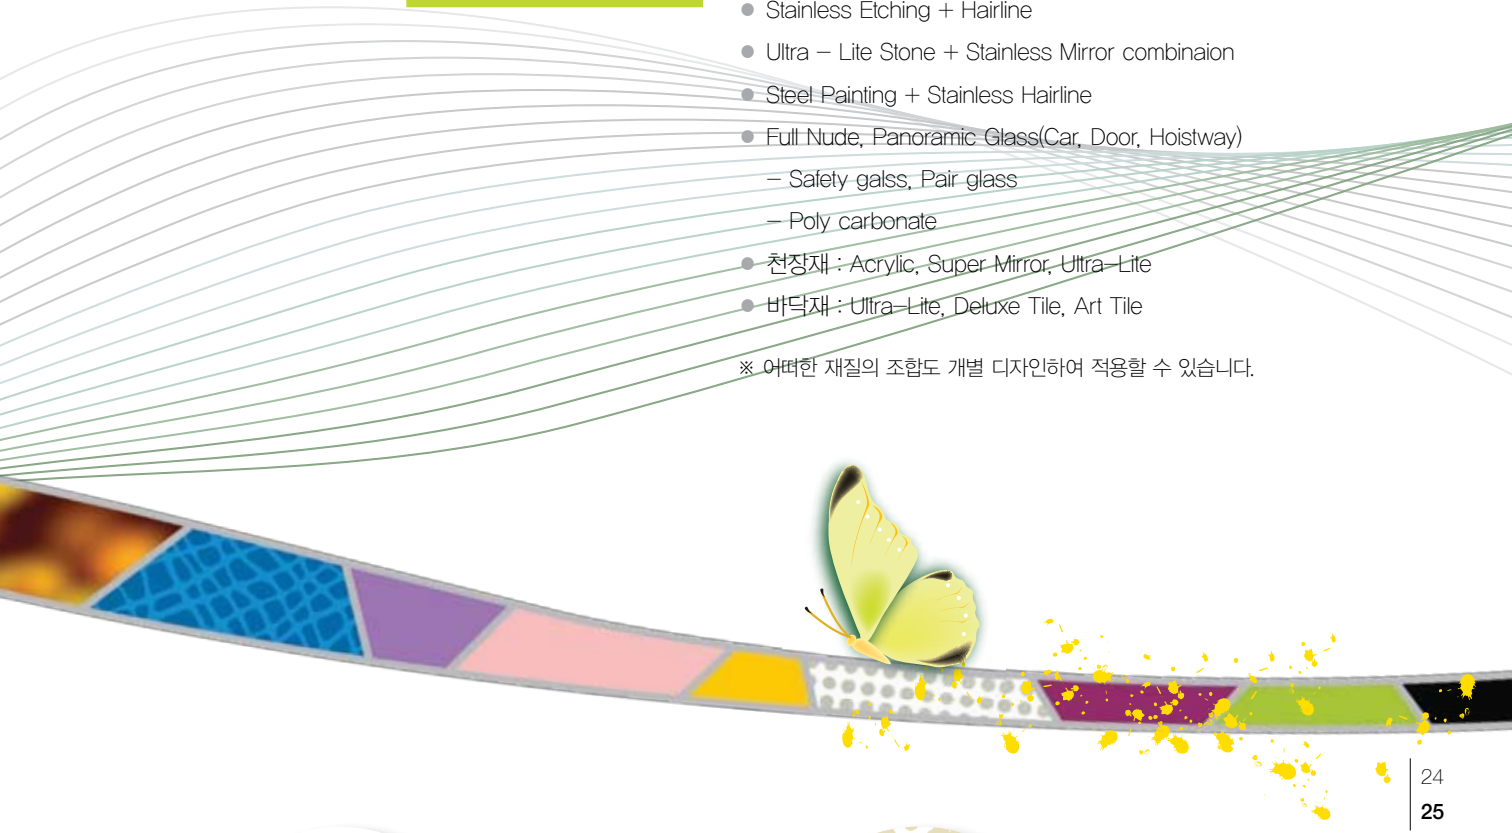 ● Stainless Etching + Hairline
● Ultra - Lite Stone + Stainless Mirror combinaion
● Steel Painting + Stainless Hairline
● Full Nude, Panoramic Glass(Car, Door, Hoistway)
- Safety galss, Pair glass
- Poly carbonate
● 천장재 : Acrylic, Super Mirror, Ultra-Lite
● 바닥재 : Ultra-Lite, Deluxe Tile, Art Tile
※ 어떠한 재질의 조합도 개별 디자인하여 적용할 수 있습니다.
24
25